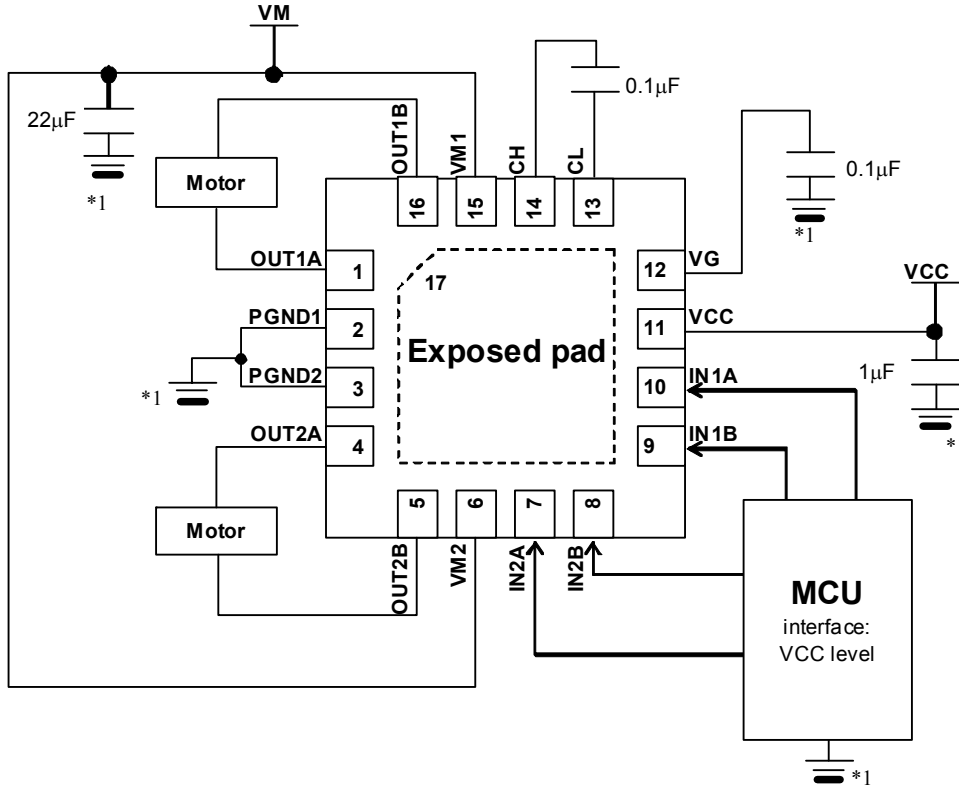 VM
22μF
*1
Motor
OUT1B
VM1
CH
CL
0.1μF
0.1μF
*1
16
15
14
13
OUT1A
1
17
12
VG
VCC
PGND1
2
Exposed pad
11
VCC
PGND2
3
10
IN1A
1μF
*1
OUT2A
4
9
IN1B
*
Motor
5
6
7
8
OUT2B
VM2
IN2A
IN2B
MCU
interface:
VCC level
*1